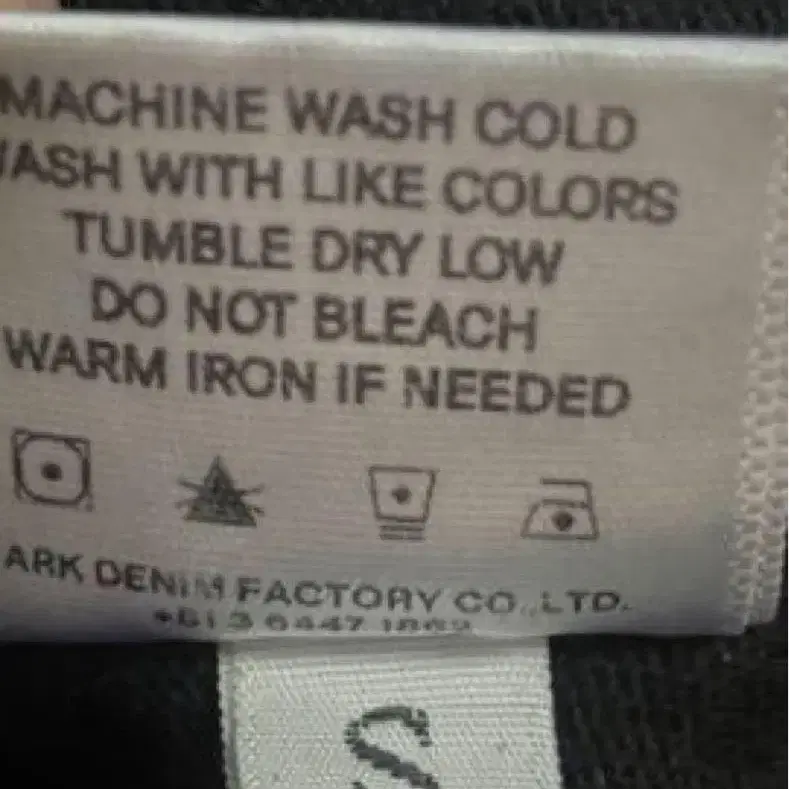 MACHINE WASH COLD
WASH WITH LIKE COLORS
TUMBLE DRY LOW
DO NOT BLEACH
WARM IRON IF NEEDED
ARK DENIM FACTORY CO.,LTD.
S